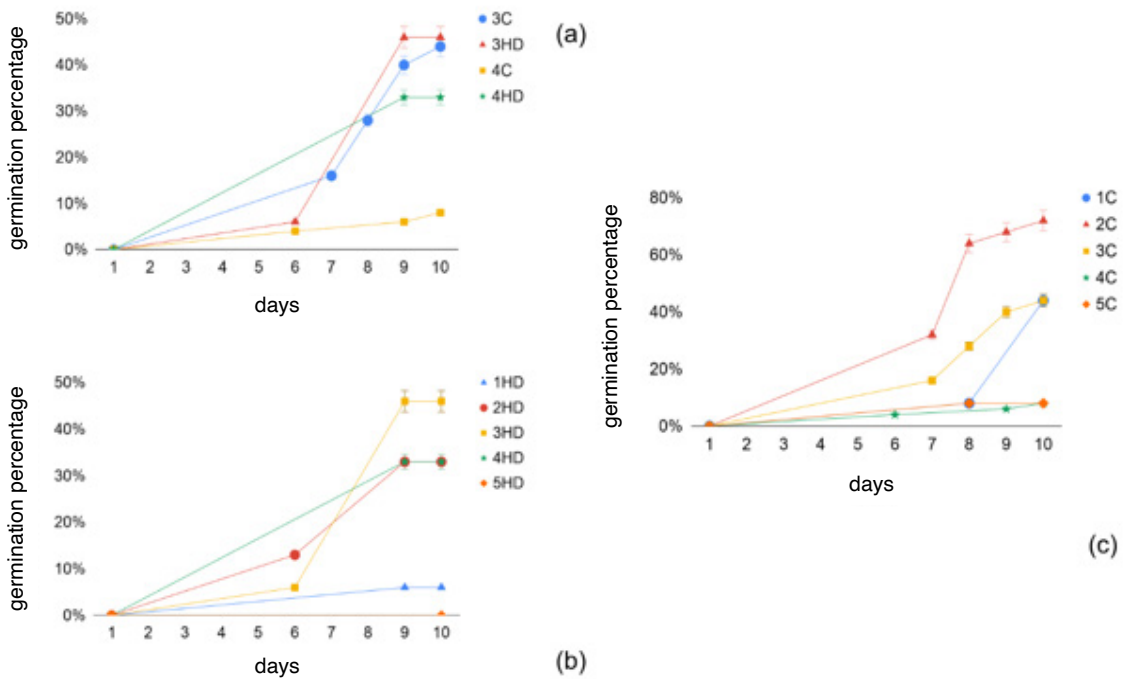 germination percentage
50%
40%
30%
20%
10%
0%
1 2 3 4 5 6 7 8 9 10
days
3C
3HD
4C
4HD
(a)
germination percentage
50%
40%
30%
20%
10%
0%
1 2 3 4 5 6 7 8 9 10
days
1HD
2HD
3HD
4HD
5HD
(b)
germination percentage
80%
60%
40%
20%
0%
1 2 3 4 5 6 7 8 9 10
days
1C
2C
3C
4C
5C
(c)